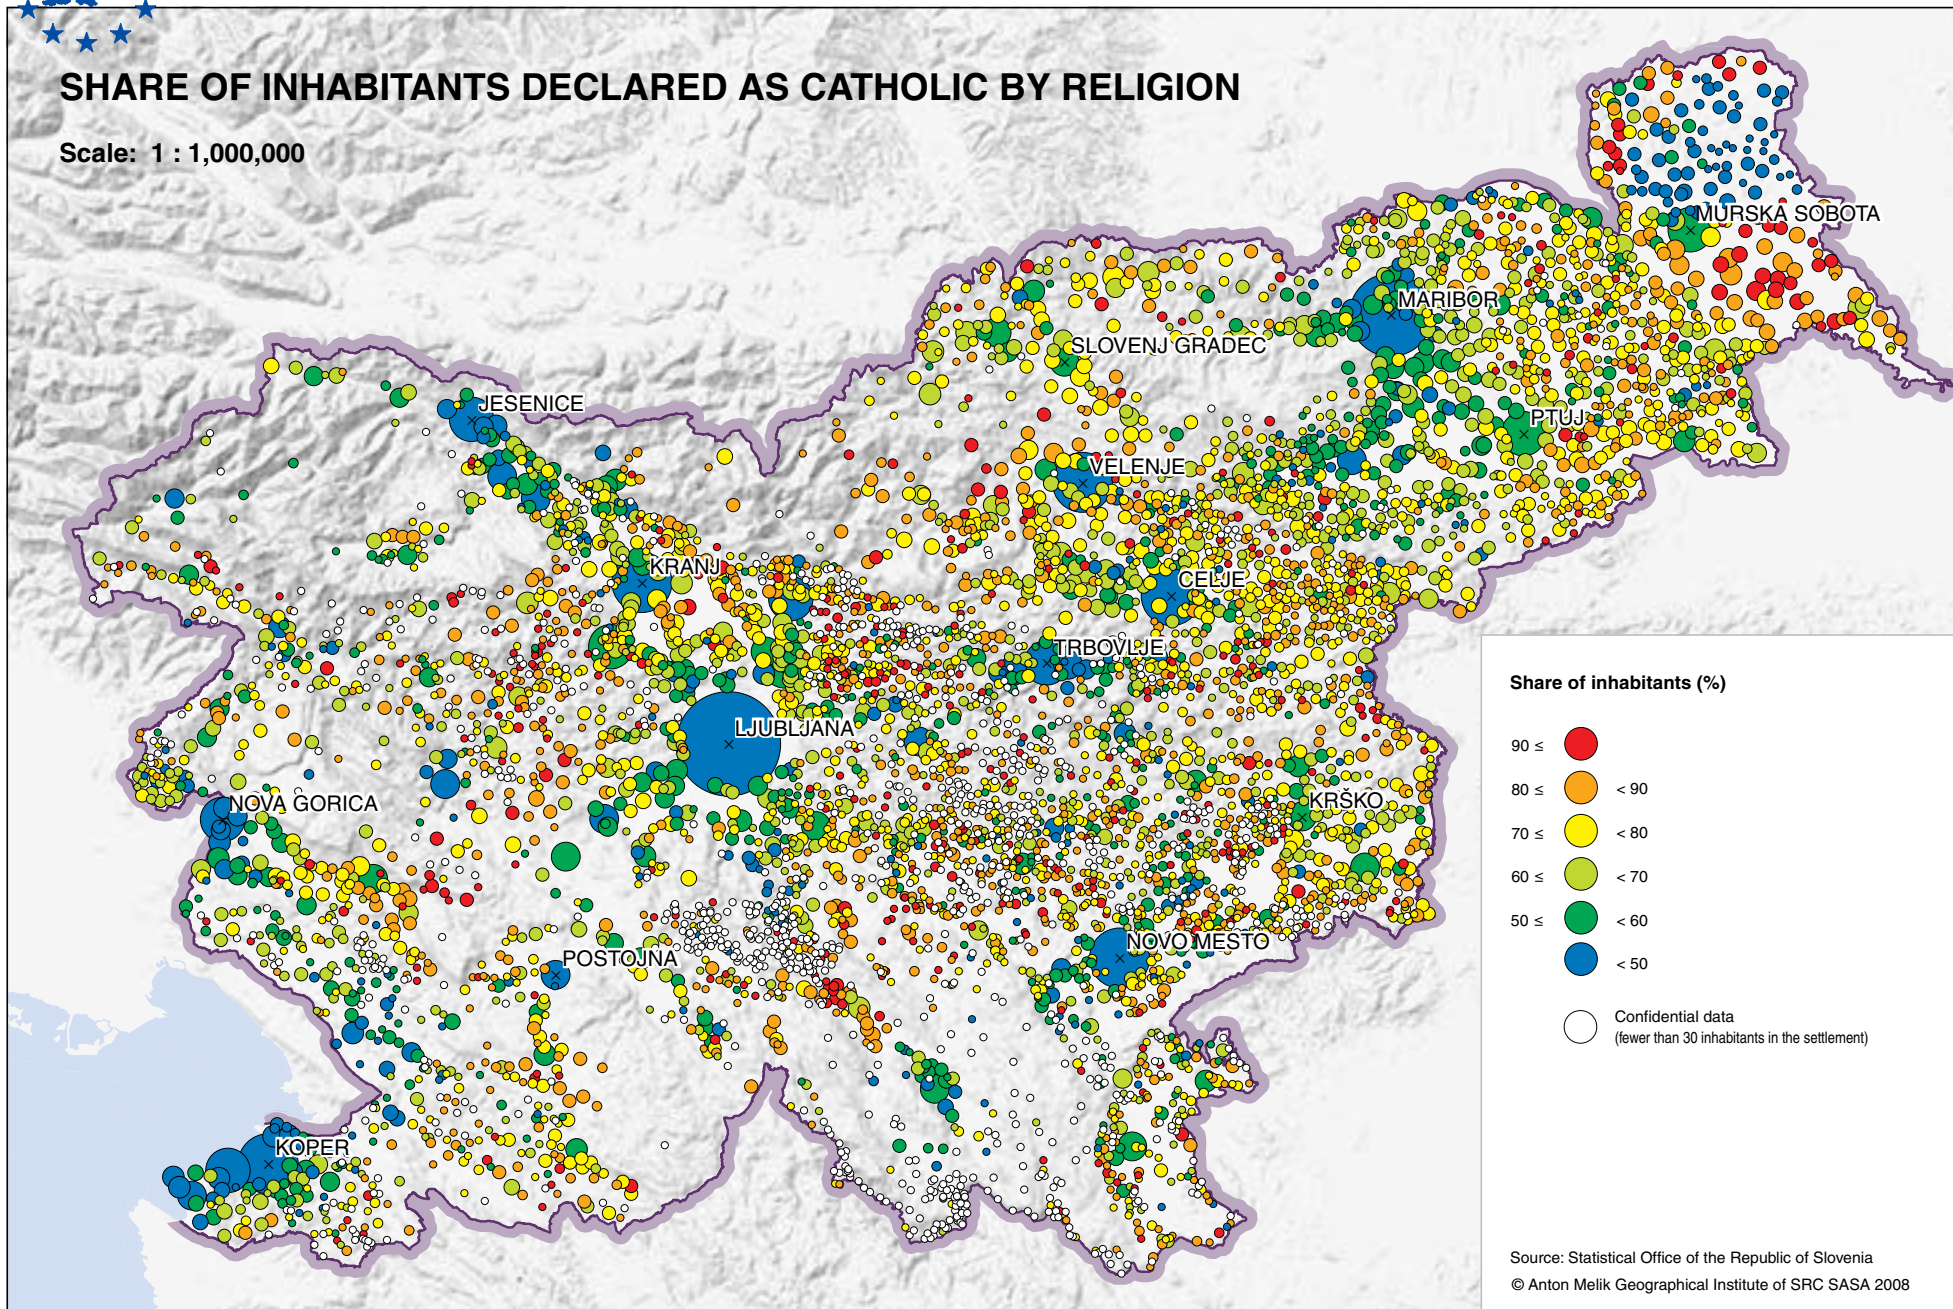 SHARE OF INHABITANTS DECLARED AS CATHOLIC BY RELIGION
Scale: 1 : 1,000,000
MURSKA SOBOTA
MARIBOR
SLOVENJ GRADEC
JESENICE
PTUJ
VELENJE
KRANJ
CELJE
TRBOVLJE
LJUBLJANA
NOVA GORICA
KRŠKO
NOVO MESTO
POSTOJNA
KOPER
Share of inhabitants (%)
90 ≤
80 ≤ < 90
70 ≤ < 80
60 ≤ < 70
50 ≤ < 60
< 50
Confidential data
(fewer than 30 inhabitants in the settlement)
Source: Statistical Office of the Republic of Slovenia
© Anton Melik Geographical Institute of SRC SASA 2008